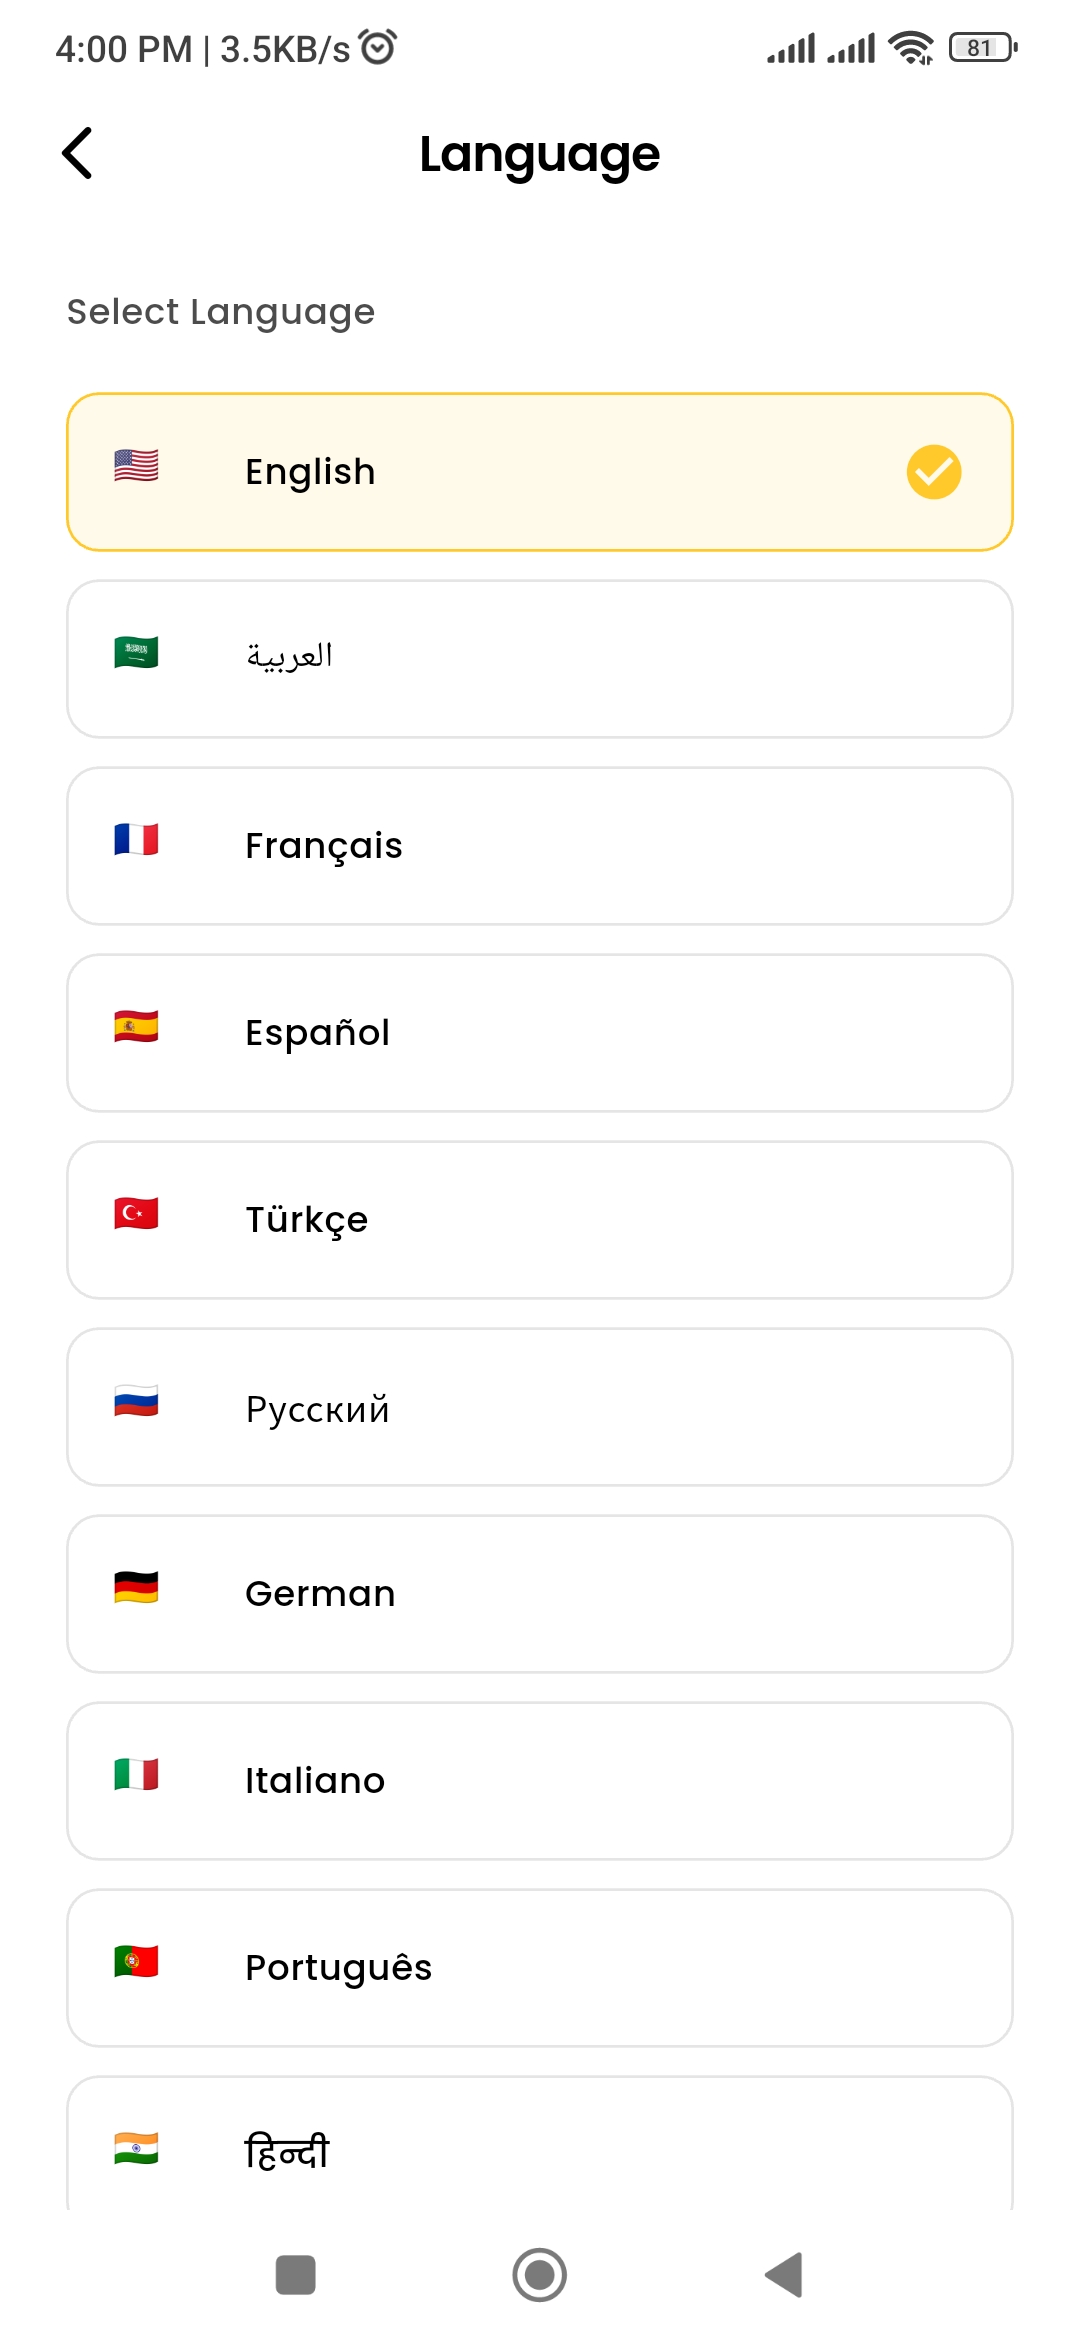 4:00 PM | 3.5KB/s
81
Language
Select Language
English
العربية
Français
Español
Türkçe
Русский
German
Italiano
Português
हिन्दी